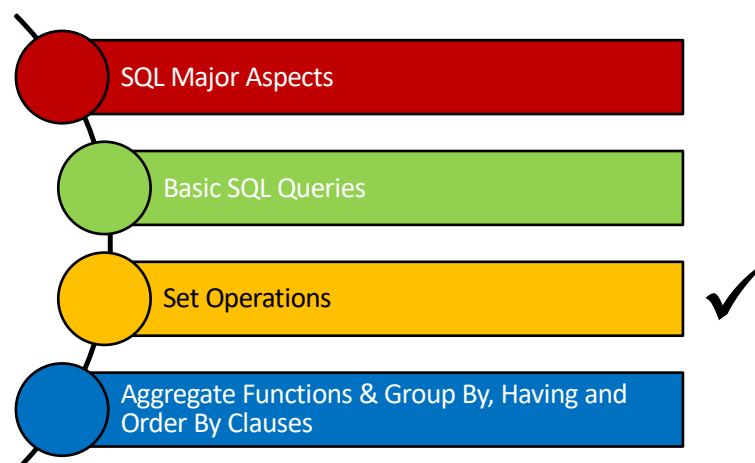 SQL Major Aspects
Basic SQL Queries
Set Operations
Aggregate Functions & Group By, Having and
Order By Clauses